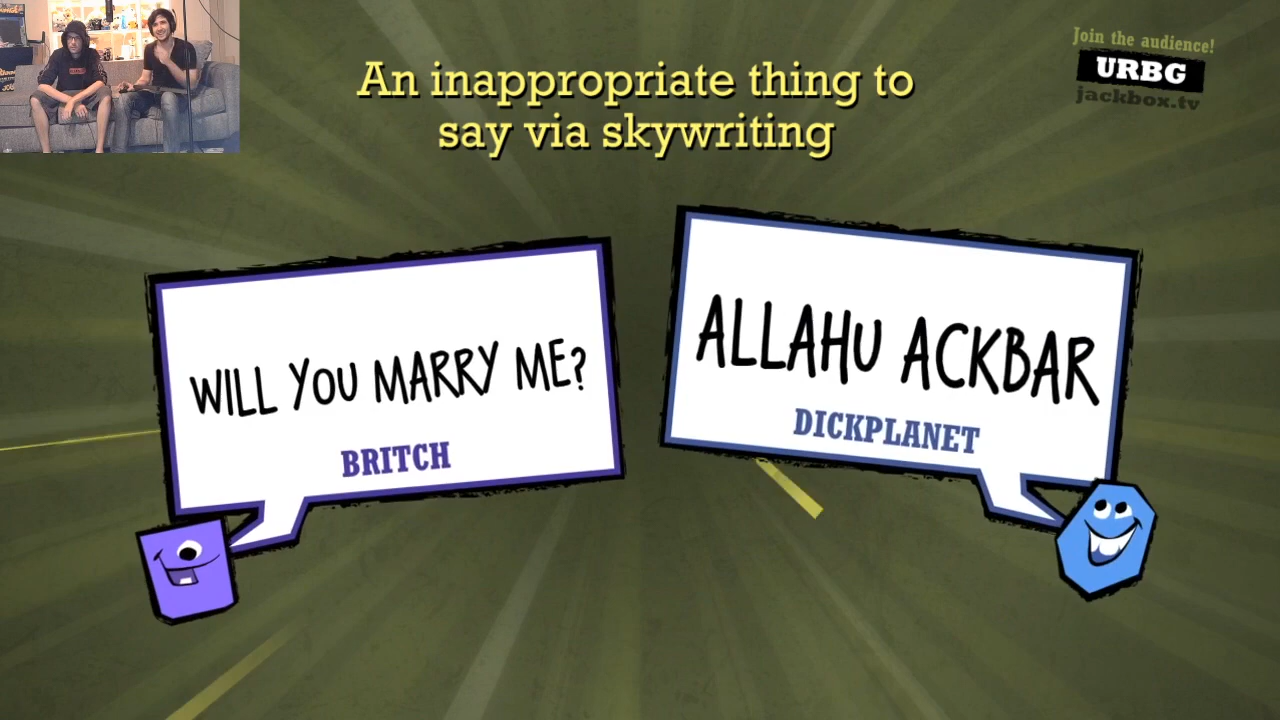 An inappropriate thing to
say via skywriting
Join the audience!
URBG
jackbox.tv
WILL YOU MARRY ME?
BRITCH
ALLAHU ACKBAR
DICKPLANET